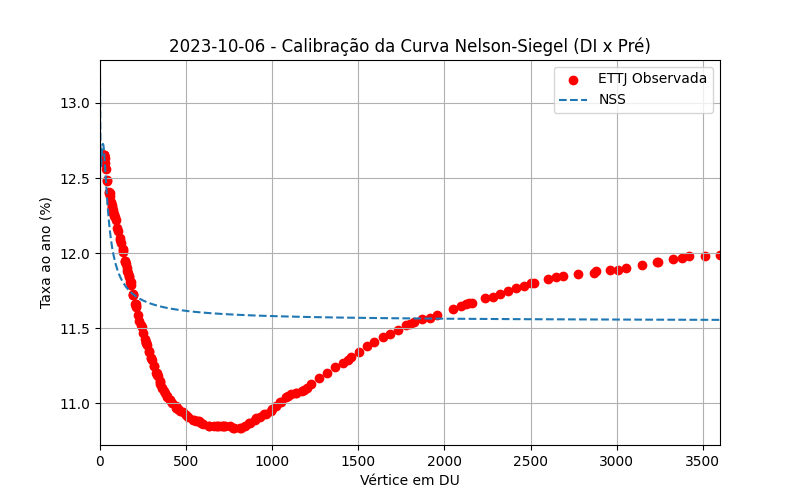 2023-10-06 - Calibração da Curva Nelson-Siegel (DI x Pré)
ETTJ Observada
NSS
13.0
12.5
12.0
11.5
11.0
Taxa ao ano (%)
0 500 1000 1500 2000 2500 3000 3500
Vértice em DU